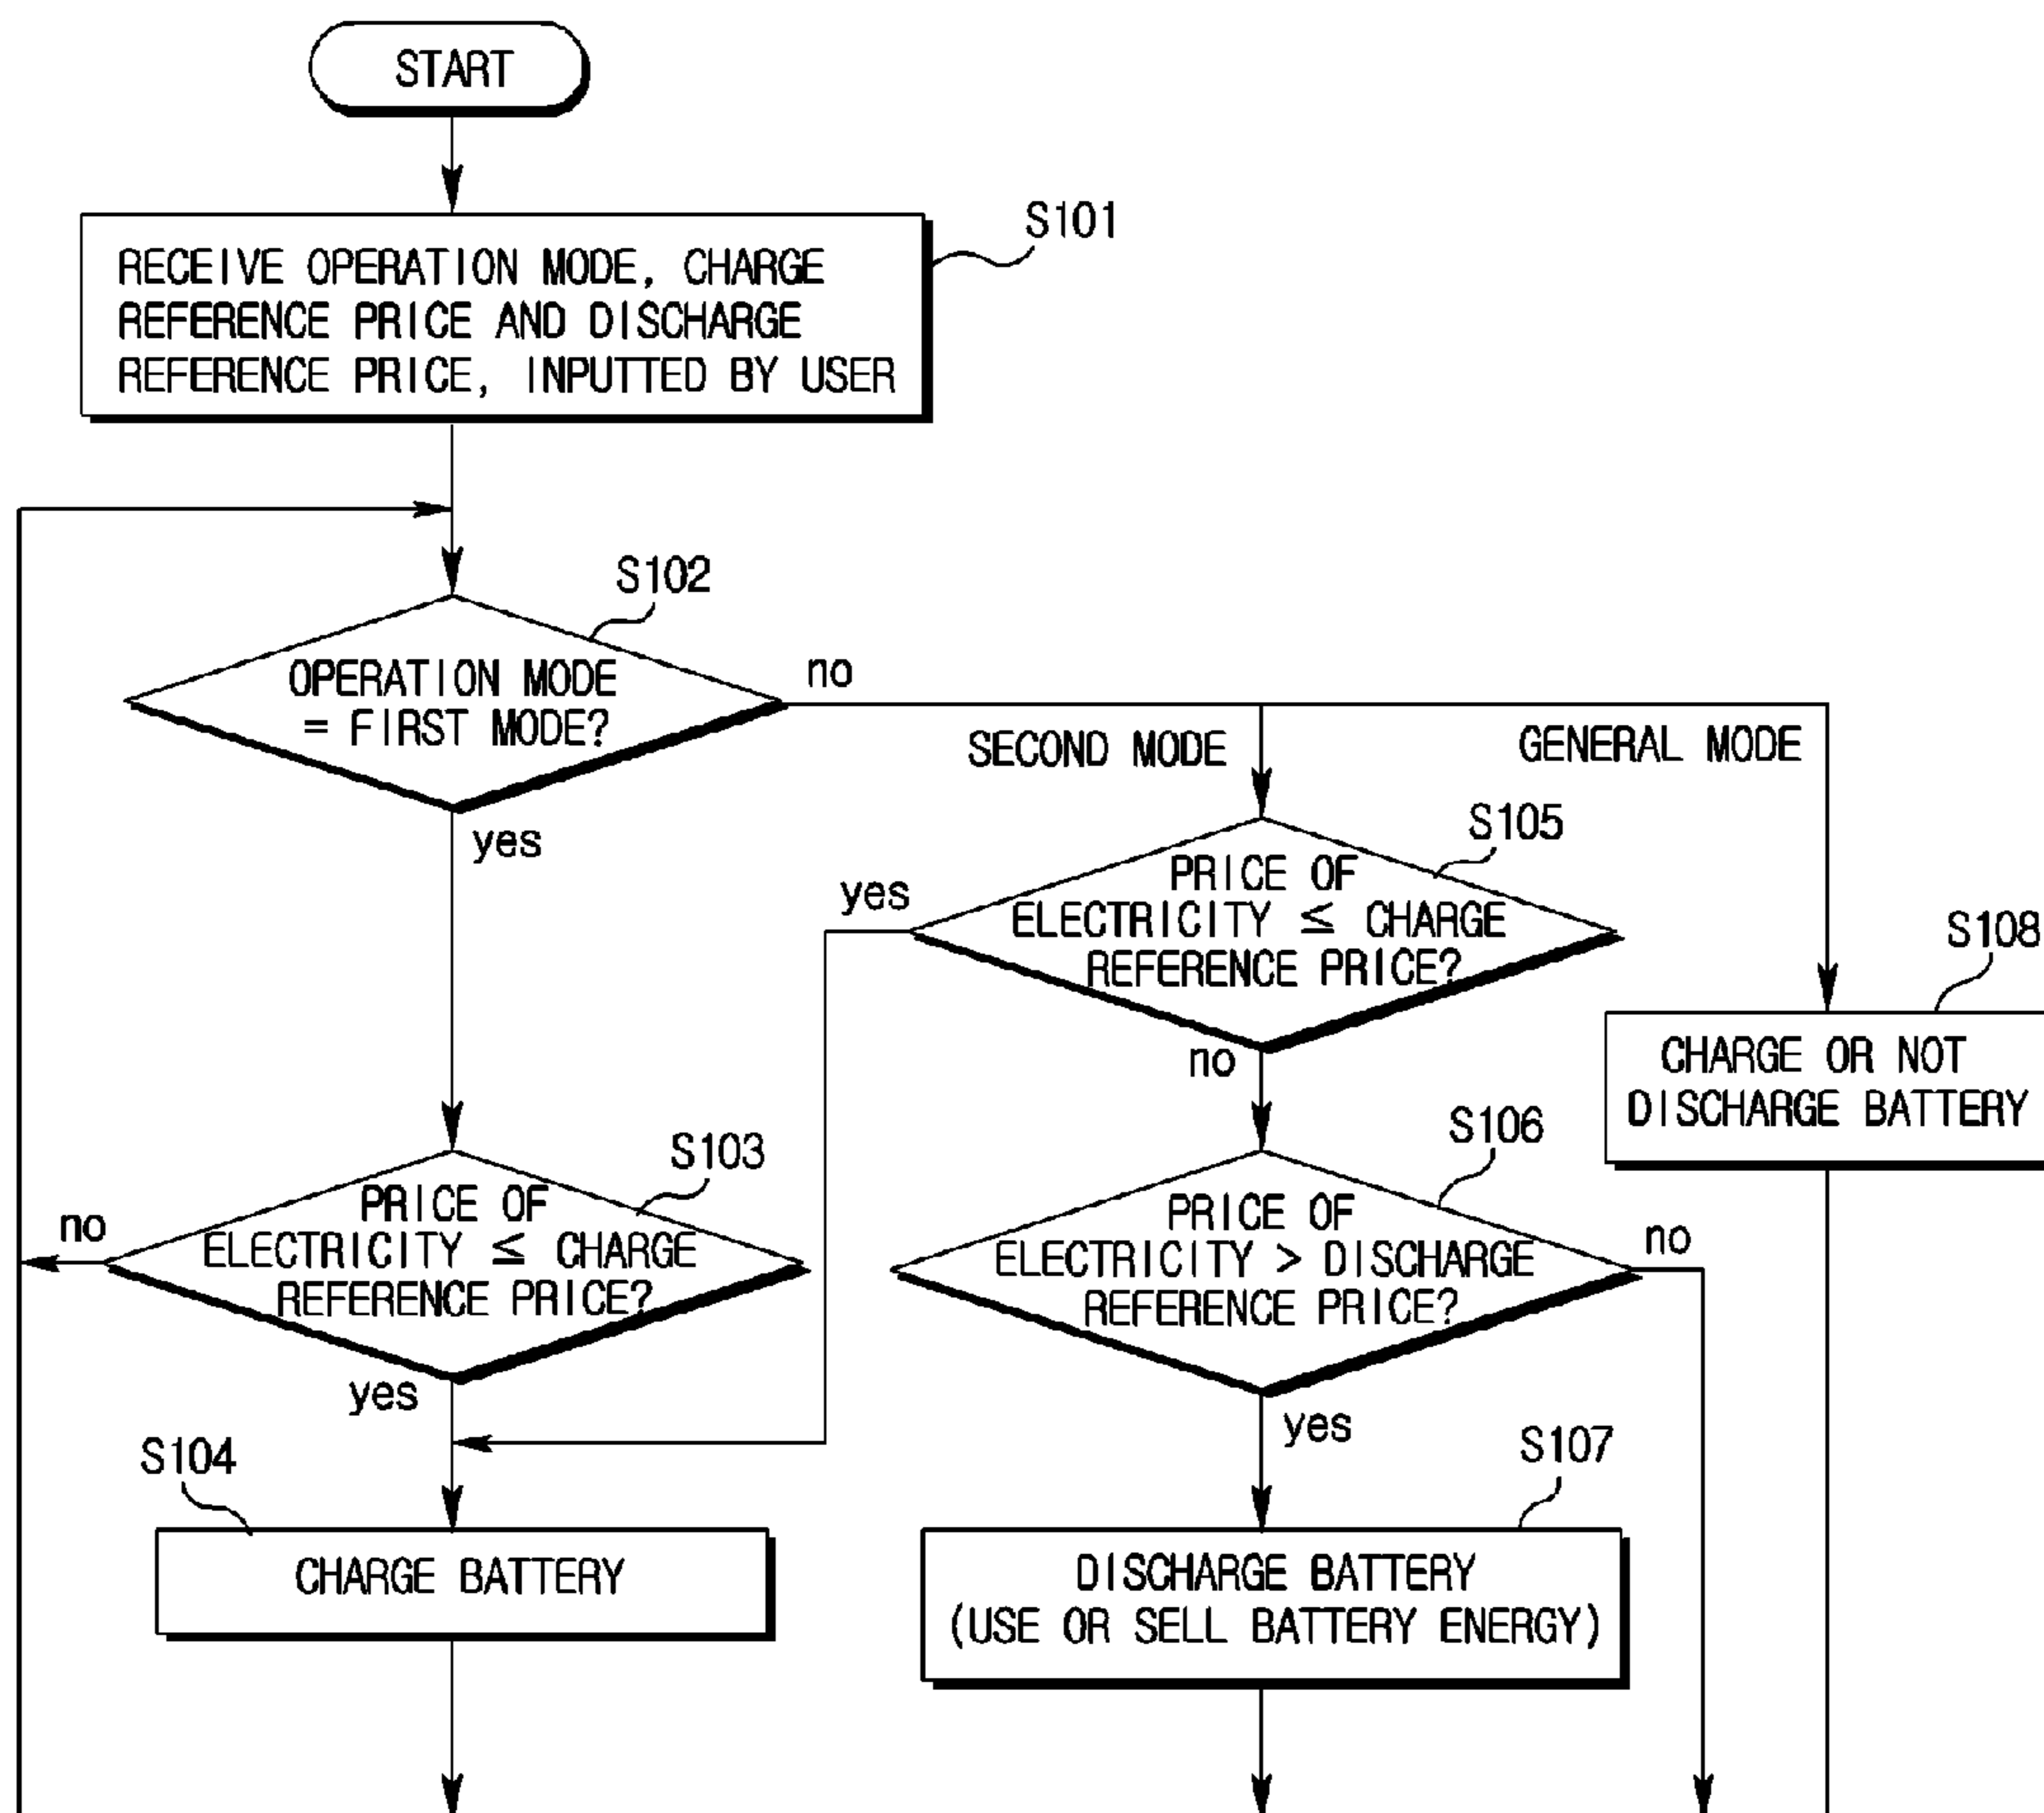 START
S101
RECEIVE OPERATION MODE, CHARGE
REFERENCE PRICE AND DISCHARGE
REFERENCE PRICE, INPUTTED BY USER
S102
OPERATION MODE
= FIRST MODE?
no
yes
SECOND MODE
GENERAL MODE
S105
PRICE OF
ELECTRICITY ≤ CHARGE
REFERENCE PRICE?
yes
no
S108
CHARGE OR NOT
DISCHARGE BATTERY
S103
PRICE OF
ELECTRICITY ≤ CHARGE
REFERENCE PRICE?
no
yes
S106
PRICE OF
ELECTRICITY > DISCHARGE
REFERENCE PRICE?
no
yes
S104
CHARGE BATTERY
S107
DISCHARGE BATTERY
(USE OR SELL BATTERY ENERGY)